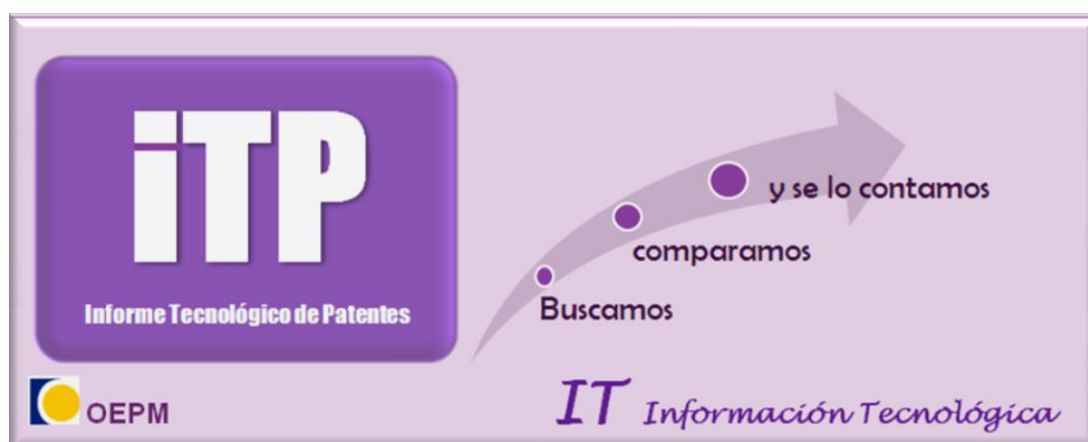 iTP
Informe Tecnológico de Patentes
y se lo contamos
comparamos
Buscamos
OEPM
IT Información Tecnológica